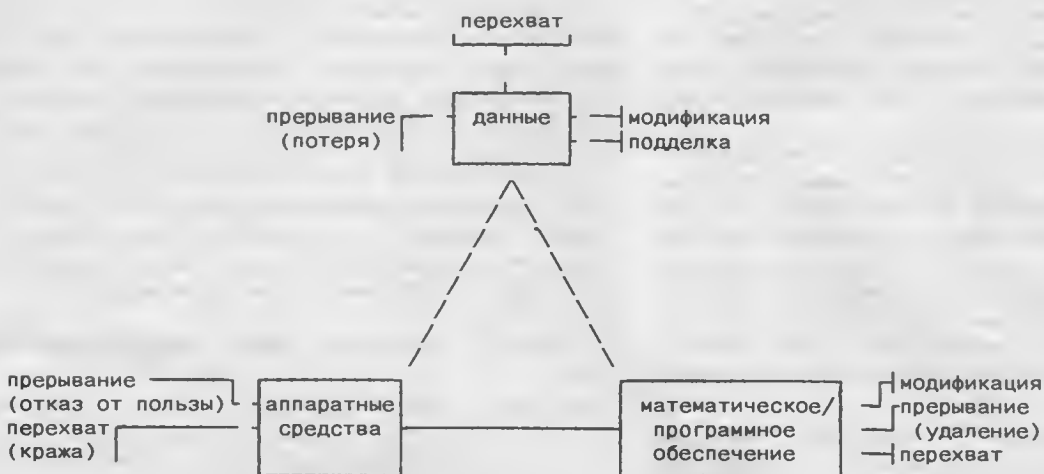 перехват
прерывание
(потеря)
данные
модификация
подделка
прерывание
(отказ от пользы)
перехват
(кража)
аппаратные
средства
математическое/
программное
обеспечение
модификация
прерывание
(удаление)
перехват